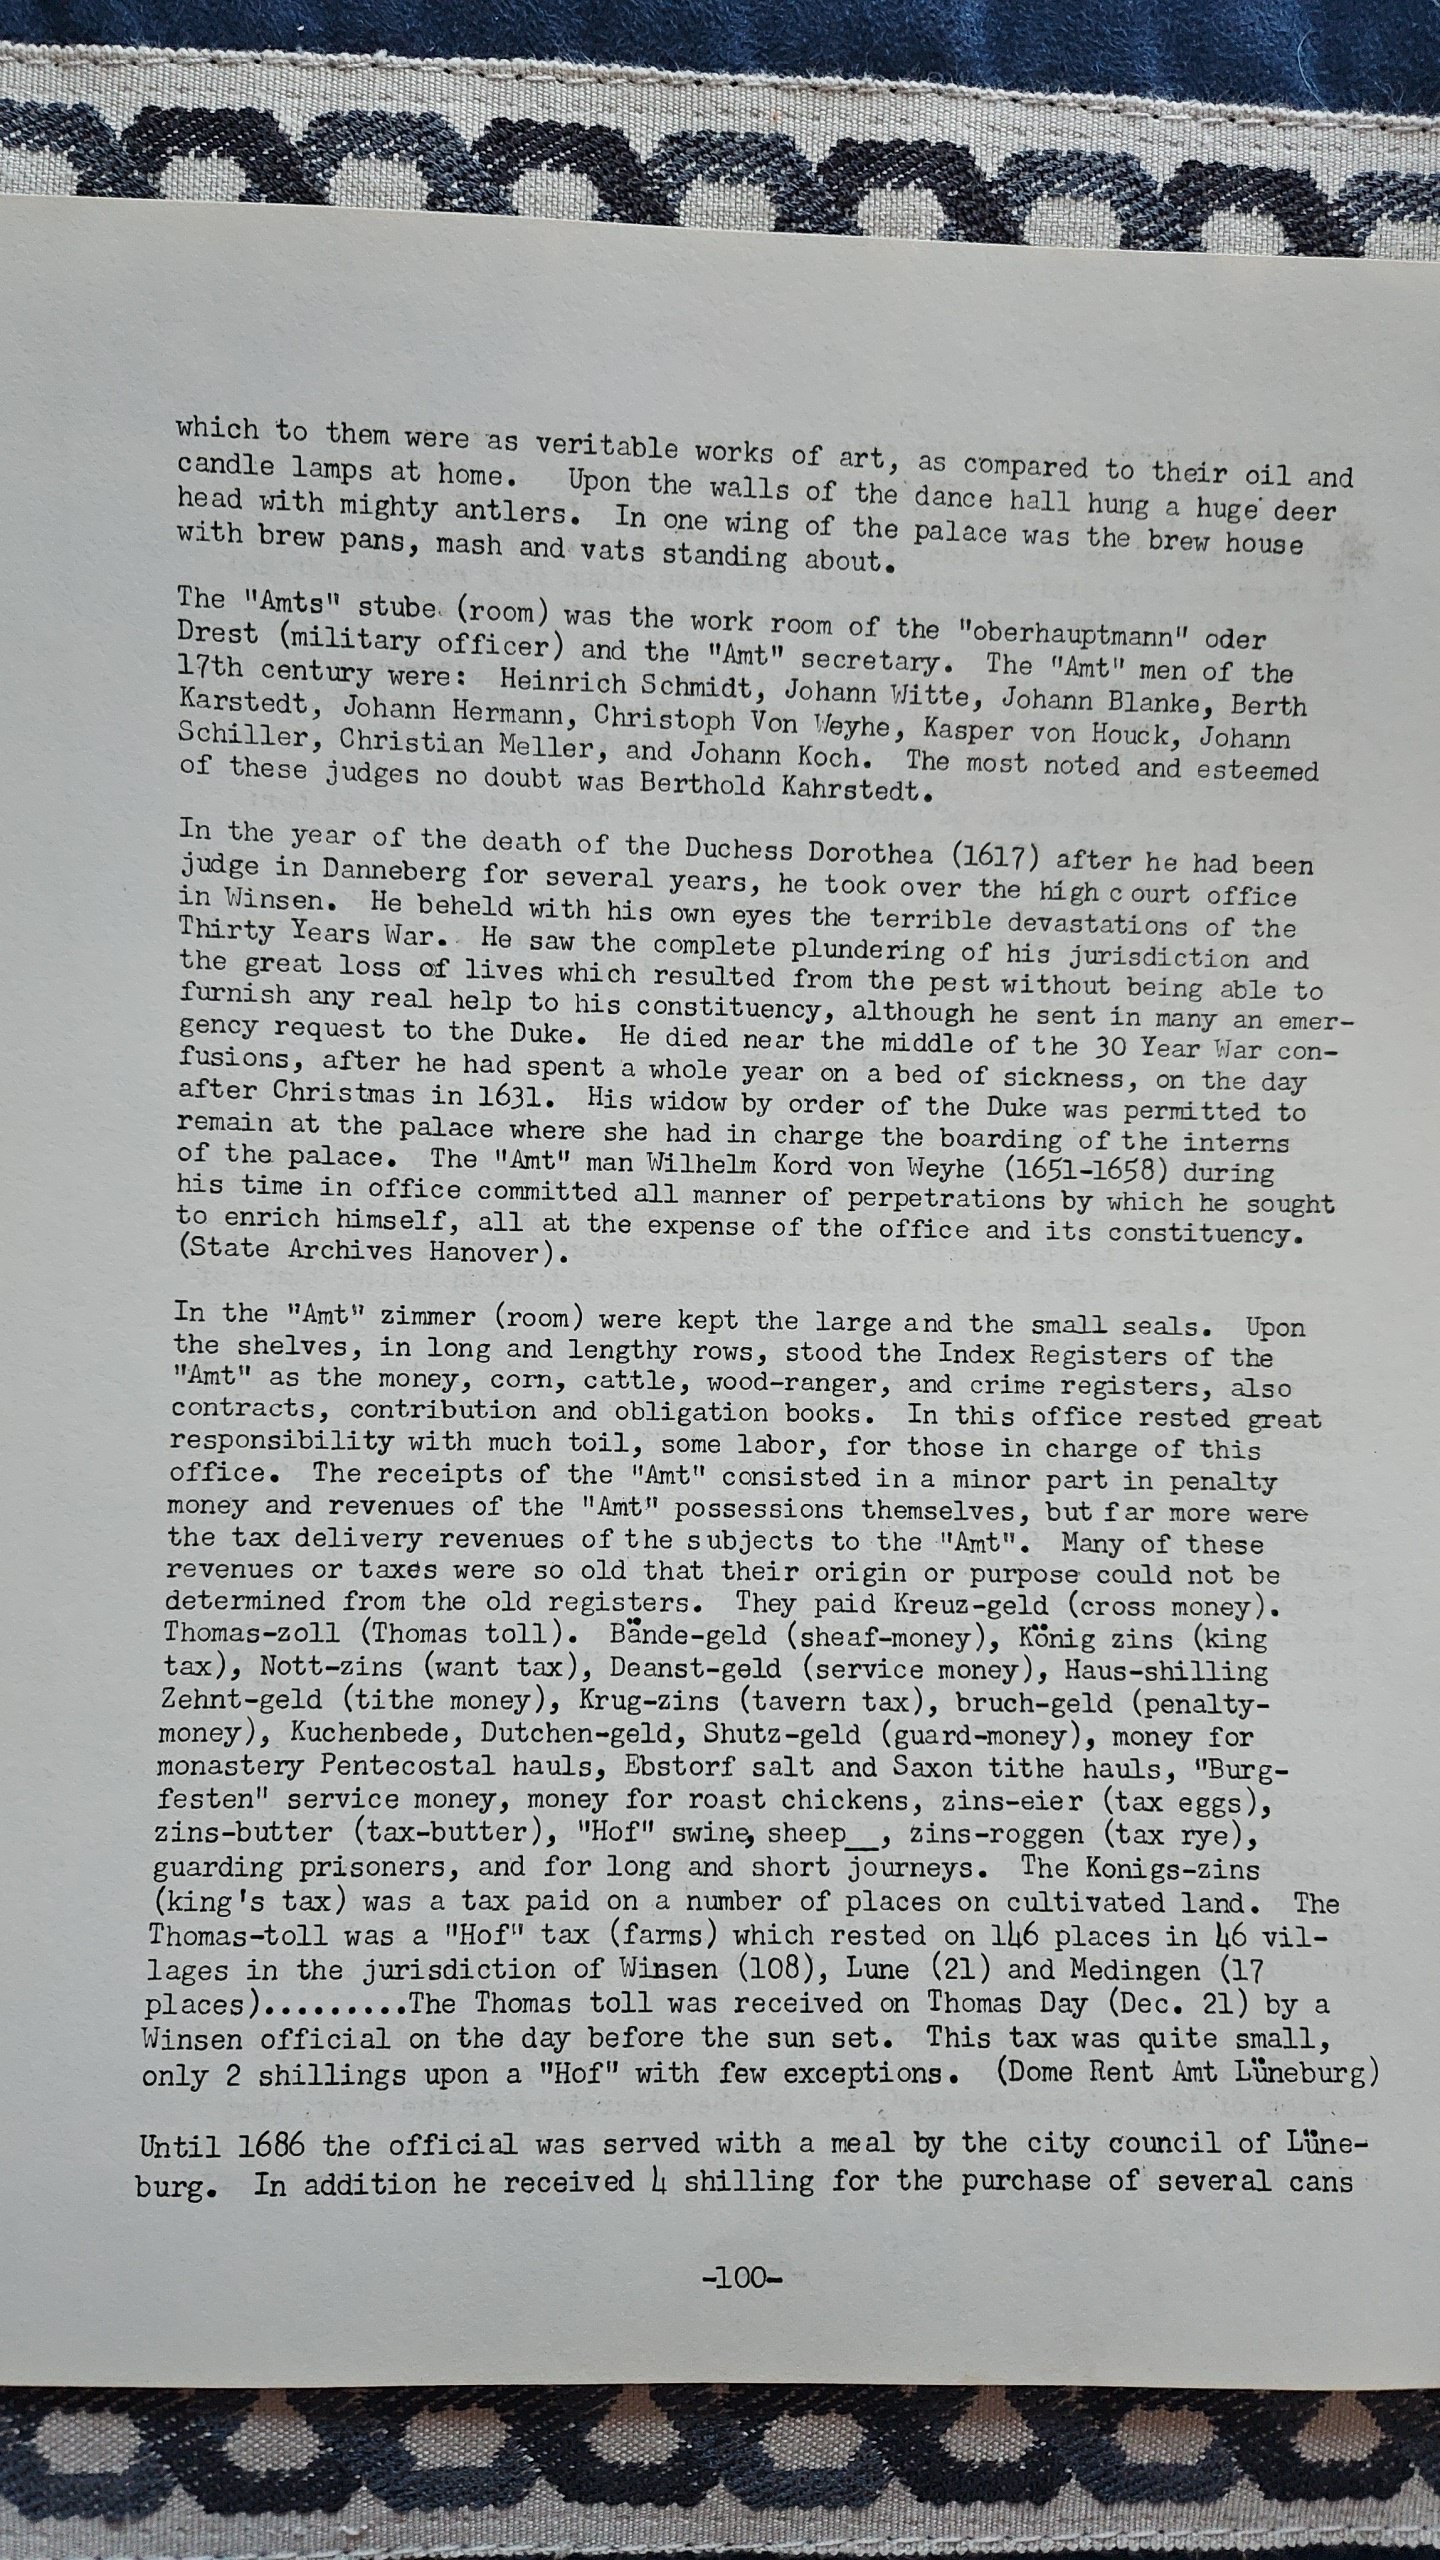 which to them were as veritable works of art, as compared to their oil and
candle lamps at home. Upon the walls of the dance hall hung a huge deer
head with mighty antlers. In one wing of the palace was the brew house
with brew pans, mash and vats standing about.
The "Amts" stube (room) was the work room of the "oberhauptmann" oder
Drest (military officer) and the "Amt" secretary. The "Amt" men of the
17th century were: Heinrich Schmidt, Johann Witte, Johann Blanke, Berth
Karstedt, Johann Hermann, Christoph Von Weyhe, Kasper von Houck, Johann
Schiller, Christian Meller, and Johann Koch. The most noted and esteemed
of these judges no doubt was Berthold Kahrstedt.
In the year of the death of the Duchess Dorothea (1617) after he had been
judge in Danneberg for several years, he took over the high court office
in Winsen. He beheld with his own eyes the terrible devastations of the
Thirty Years War. He saw the complete plundering of his jurisdiction and
the great loss of lives which resulted from the pest without being able to
furnish any real help to his constituency, although he sent in many an emer-
gency request to the Duke. He died near the middle of the 30 Year War con-
fusions, after he had spent a whole year on a bed of sickness, on the day
after Christmas in 1631. His widow by order of the Duke was permitted to
remain at the palace where she had in charge the boarding of the interns
of the palace. The "Amt" man Wilhelm Kord von Weyhe (1651-1658) during
his time in office committed all manner of perpetrations by which he sought
to enrich himself, all at the expense of the office and its constituency.
(State Archives Hanover).
In the "Amt" zimmer (room) were kept the large and the small seals. Upon
the shelves, in long and lengthy rows, stood the Index Registers of the
"Amt" as the money, corn, cattle, wood-ranger, and crime registers, also
contracts, contribution and obligation books. In this office rested great
responsibility with much toil, some labor, for those in charge of this
office. The receipts of the "Amt" consisted in a minor part in penalty
money and revenues of the "Amt" possessions themselves, but far more were
the tax delivery revenues of the subjects to the "Amt". Many of these
revenues or taxes were so old that their origin or purpose could not be
determined from the old registers. They paid Kreuz-geld (cross money).
Thomas-zoll (Thomas toll). Bände-geld (sheaf-money), König zins (king
tax), Nott-zins (want tax), Deanst-geld (service money), Haus-shilling
Zehnt-geld (tithe money), Krug-zins (tavern tax), bruch-geld (penalty-
money), Kuchenbede, Dutchen-geld, Shutz-geld (guard-money), money for
monastery Pentecostal hauls, Ebstorf salt and Saxon tithe hauls, "Burg-
festen" service money, money for roast chickens, zins-eier (tax eggs),
zins-butter (tax-butter), "Hof" swine, sheep__, zins-roggen (tax rye),
guarding prisoners, and for long and short journeys. The Konigs-zins
(king's tax) was a tax paid on a number of places on cultivated land. The
Thomas-toll was a "Hof" tax (farms) which rested on 146 places in 46 vil-
lages in the jurisdiction of Winsen (108), Lune (21) and Medingen (17
places).........The Thomas toll was received on Thomas Day (Dec. 21) by a
Winsen official on the day before the sun set. This tax was quite small,
only 2 shillings upon a "Hof" with few exceptions. (Dome Rent Amt Lüneburg)
Until 1686 the official was served with a meal by the city council of Lüne-
burg. In addition he received 4 shilling for the purchase of several cans
-100-